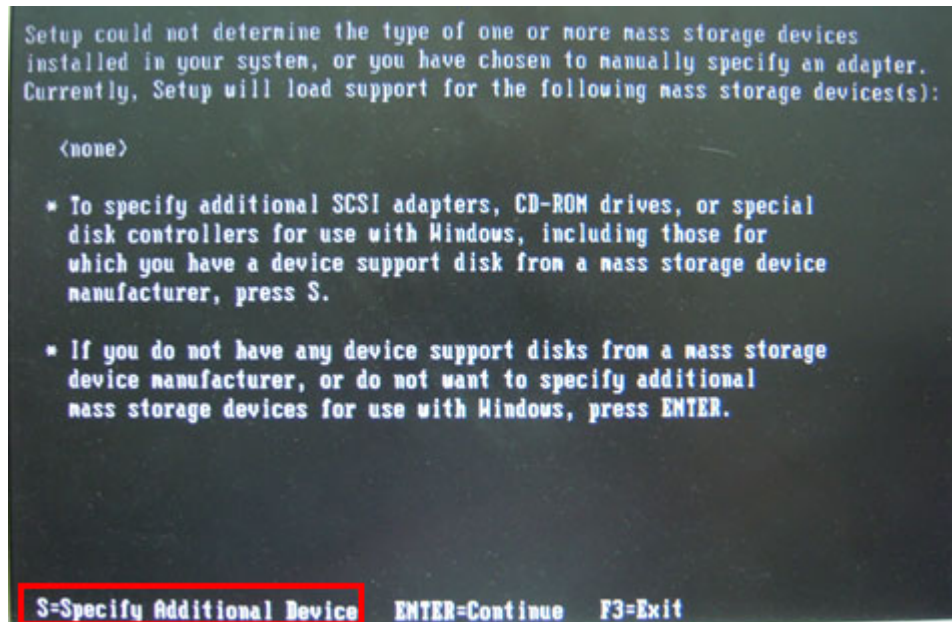 Setup could not determine the type of one or more mass storage devices
installed in your system, or you have chosen to manually specify an adapter.
Currently, Setup will load support for the following mass storage devices(s):
<none>
* To specify additional SCSI adapters, CD-ROM drives, or special
disk controllers for use with Windows, including those for
which you have a device support disk from a mass storage device
manufacturer, press S.
* If you do not have any device support disks from a mass storage
device manufacturer, or do not want to specify additional
mass storage devices for use with Windows, press ENTER.
S=Specify Additional Device ENTER=Continue F3=Exit